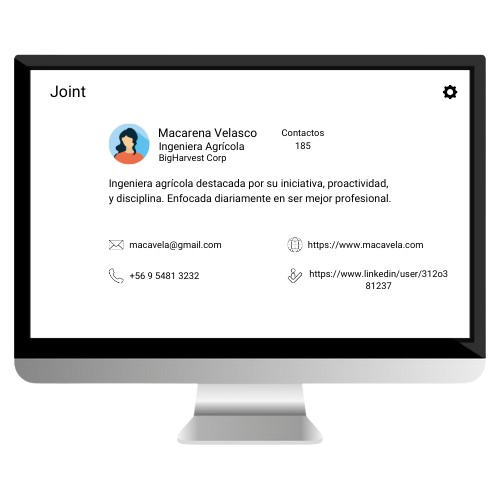 Joint
Macarena Velasco
Ingeniera Agrícola
BigHarvest Corp
Contactos
185
Ingeniera agrícola destacada por su iniciativa, proactividad,
y disciplina. Enfocada diariamente en ser mejor profesional.
macavela@gmail.com
https://www.macavela.com
+56 9 5481 3232
https://www.linkedin/user/312o3
81237